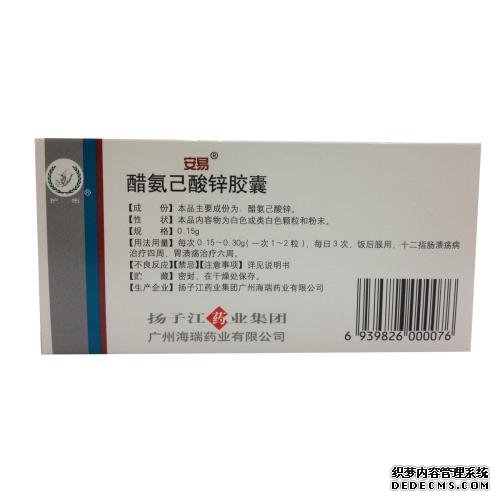 安易®
醋氨己酸锌胶囊
护佑®
【成　份】本品主要成份为：醋氨己酸锌。
【性　状】本品内容物为白色或类白色颗粒和粉末。
【规　格】0.15g
【用法用量】每次0.15~0.30g(一次1~2粒)，每日3次，饭后服用，十二指肠溃疡病
治疗四周，胃溃疡治疗六周。
【不良反应】【禁忌】【注意事项】详见说明书
【贮　藏】密封，在干燥处保存。
【生产企业】扬子江药业集团广州海瑞药业有限公司
扬子江药业集团
广州海瑞药业有限公司
6 939826 000076
织梦内容管理系统
DEDECMS.COM